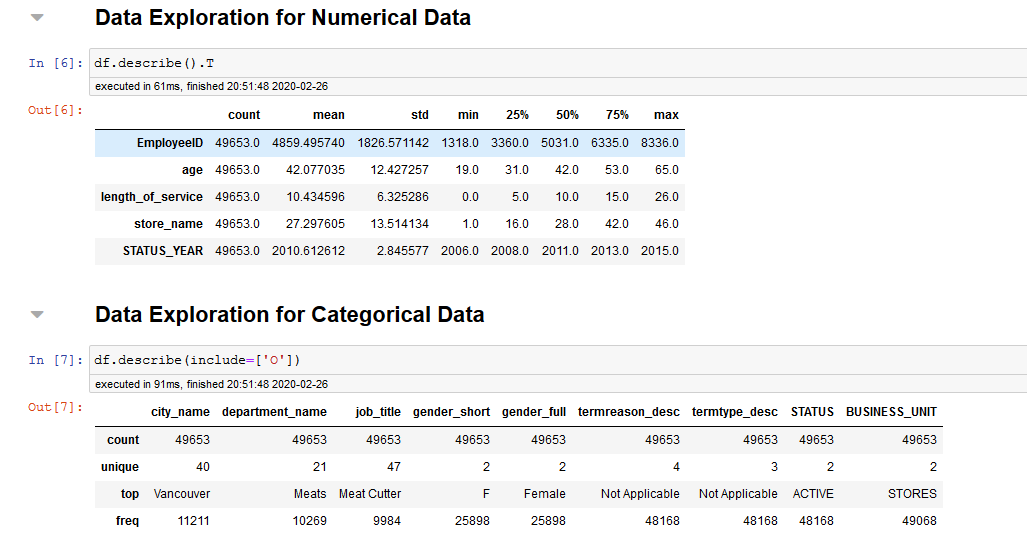 Data Exploration for Numerical Data
In [6]: df.describe().T
executed in 61ms, finished 20:51:48 2020-02-26
Out[6]:
count mean std min 25% 50% 75% max
EmployeeID 49653.0 4859.495740 1826.571142 1318.0 3360.0 5031.0 6335.0 8336.0
age 49653.0 42.077035 12.427257 19.0 31.0 42.0 53.0 65.0
length_of_service 49653.0 10.434596 6.325286 0.0 5.0 10.0 15.0 26.0
store_name 49653.0 27.297605 13.514134 1.0 16.0 28.0 42.0 46.0
STATUS_YEAR 49653.0 2010.612612 2.845577 2006.0 2008.0 2011.0 2013.0 2015.0
Data Exploration for Categorical Data
In [7]: df.describe(include=['O'])
executed in 91ms, finished 20:51:48 2020-02-26
Out[7]:
city_name department_name job_title gender_short gender_full termreason_desc termtype_desc STATUS BUSINESS_UNIT
count 49653 49653 49653 49653 49653 49653 49653 49653 49653
unique 40 21 47 2 2 4 3 2 2
top Vancouver Meats Meat Cutter F Female Not Applicable Not Applicable ACTIVE STORES
freq 11211 10269 9984 25898 25898 48168 48168 48168 49068